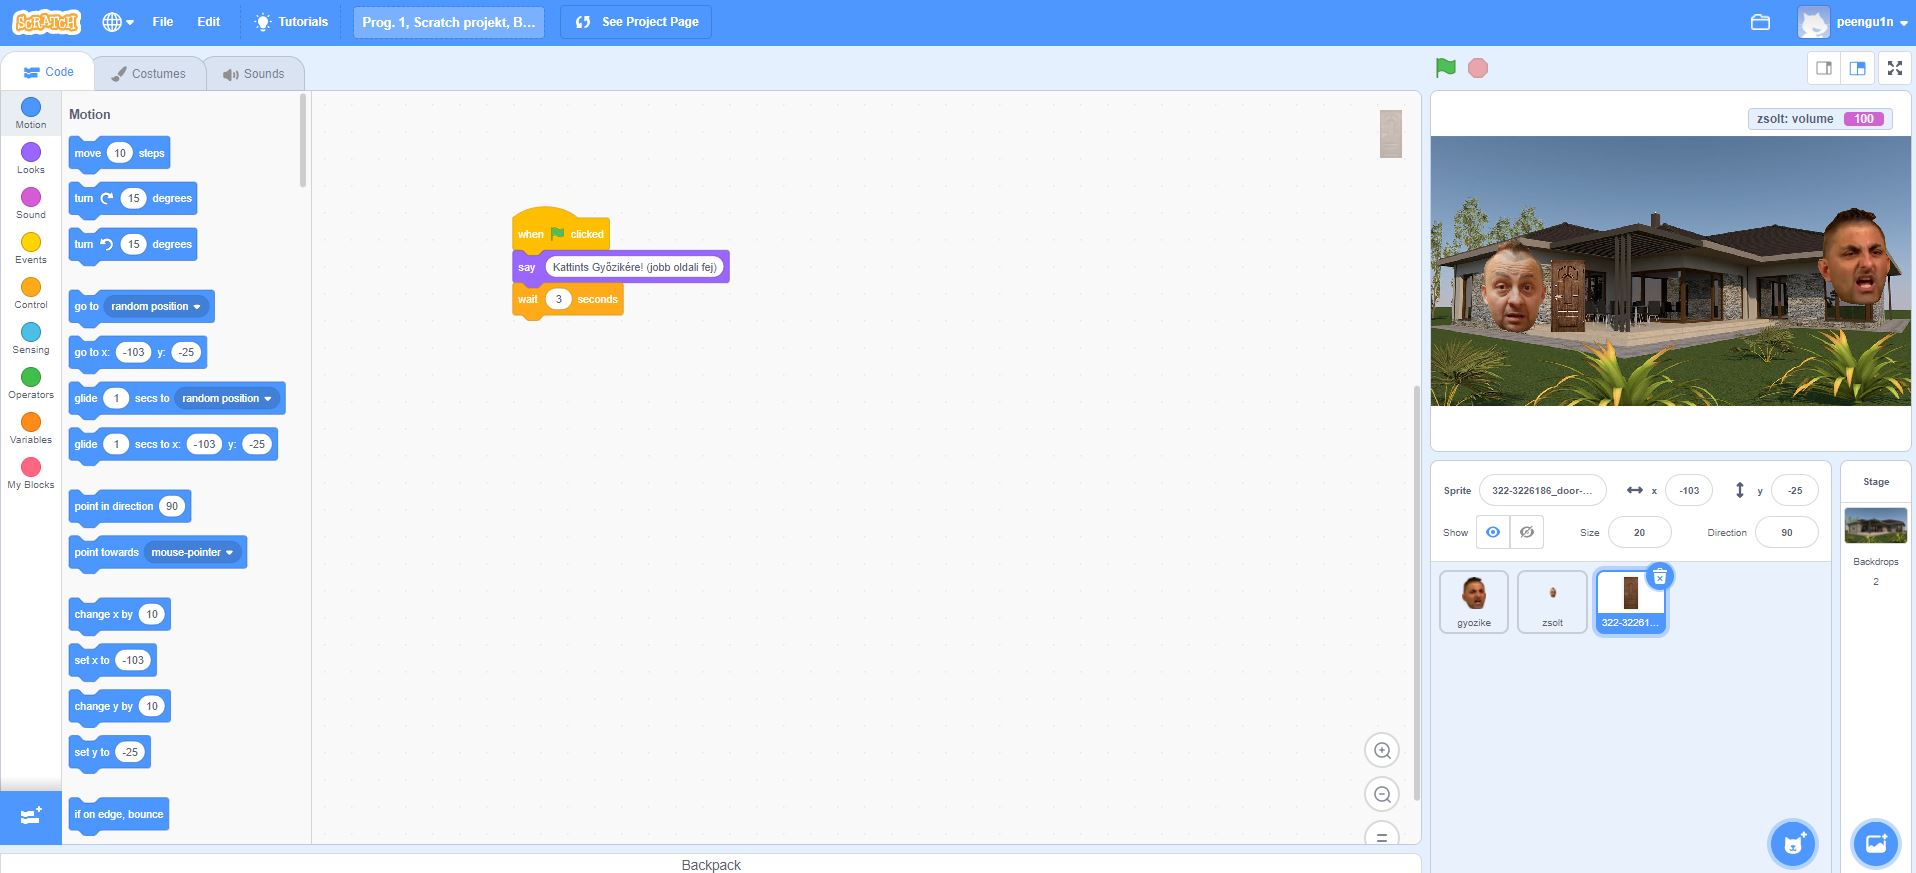 SCRATCH
File
Edit
Tutorials
Prog. 1, Scratch projekt, B...
See Project Page
peengu1n
Code
Costumes
Sounds
Motion
Looks
Sound
Events
Control
Sensing
Operators
Variables
My Blocks
Motion
move 10 steps
turn 15 degrees
turn 15 degrees
go to random position
go to x: -103 y: -25
glide 1 secs to random position
glide 1 secs to x: -103 y: -25
point in direction 90
point towards mouse-pointer
change x by 10
set x to -103
change y by 10
set y to -25
if on edge, bounce
when clicked
say Kattints Győzikére! (jobb oldali fej)
wait 3 seconds
Backpack
zsolt: volume 100
Sprite 322-3226186_door-... x -103 y -25
Show Size 20 Direction 90
gyozike
zsolt
322-32261...
Stage
Backdrops
2